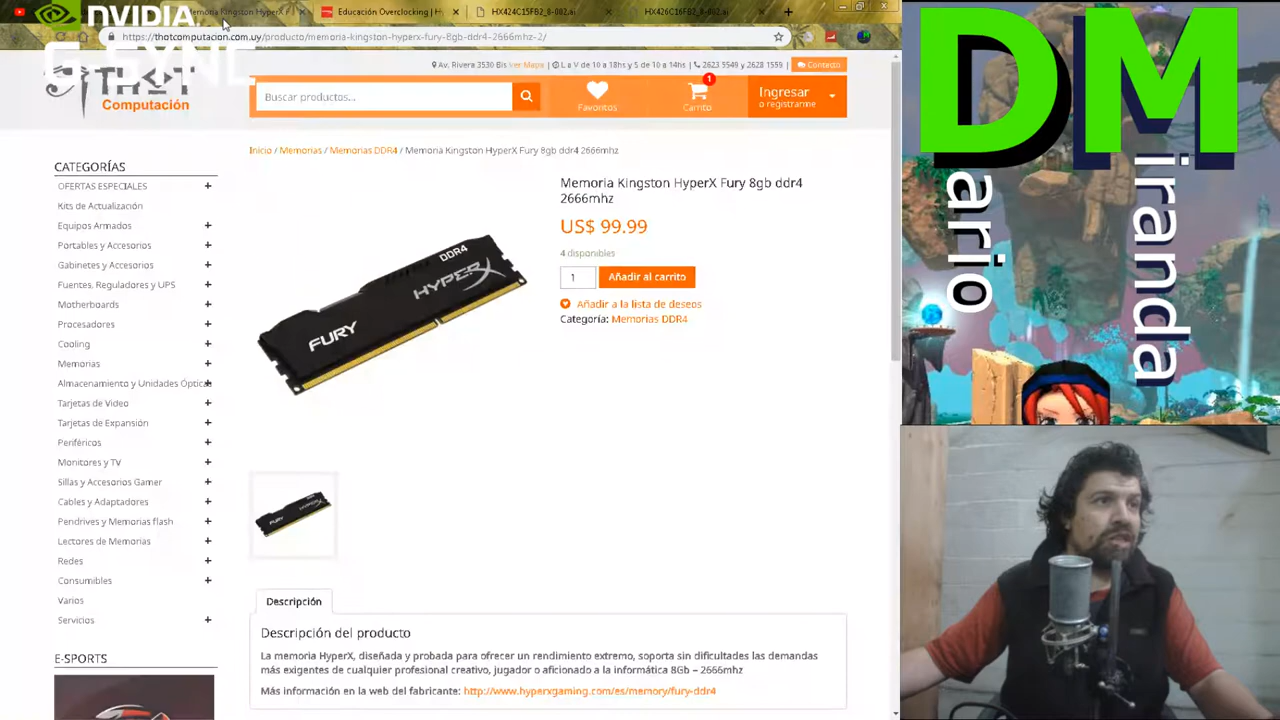 NVIDIA.
G-SYNC
Memoria Kingston HyperX F
Educación Overclocking | H
HX424C15FB2_8-002.ai
HX426C16FB2_8-002.ai
https://thotcomputacion.com.uy/producto/memoria-kingston-hyperx-fury-8gb-ddr4-2666mhz-2/
THOT
Computación
Av. Rivera 3530 Bis Ver Mapa
L a V de 10 a 18hs y S de 10 a 14hs
2623 5549 y 2628 1559
Contacto
Buscar productos...
Favoritos
1
Carrito
Ingresar
o registrarme
Inicio / Memorias / Memorias DDR4 / Memoria Kingston HyperX Fury 8gb ddr4 2666mhz
CATEGORÍAS
OFERTAS ESPECIALES +
Kits de Actualización
Equipos Armados +
Portables y Accesorios +
Gabinetes y Accesorios +
Fuentes, Reguladores y UPS +
Motherboards +
Procesadores +
Cooling +
Memorias +
Almacenamiento y Unidades Ópticas +
Tarjetas de Video +
Tarjetas de Expansión +
Periféricos +
Monitores y TV +
Sillas y Accesorios Gamer +
Cables y Adaptadores +
Pendrives y Memorias flash +
Lectores de Memorias +
Redes +
Consumibles +
Varios
Servicios +
E-SPORTS
DDR4
HYPERX
FURY
Memoria Kingston HyperX Fury 8gb ddr4
2666mhz
US$ 99.99
4 disponibles
1
Añadir al carrito
Añadir a la lista de deseos
Categoría: Memorias DDR4
Descripción
Descripción del producto
La memoria HyperX, diseñada y probada para ofrecer un rendimiento extremo, soporta sin dificultades las demandas
más exigentes de cualquier profesional creativo, jugador o aficionado a la informática 8Gb – 2666mhz
Más información en la web del fabricante: http://www.hyperxgaming.com/es/memory/fury-ddr4
Dario
Miranda